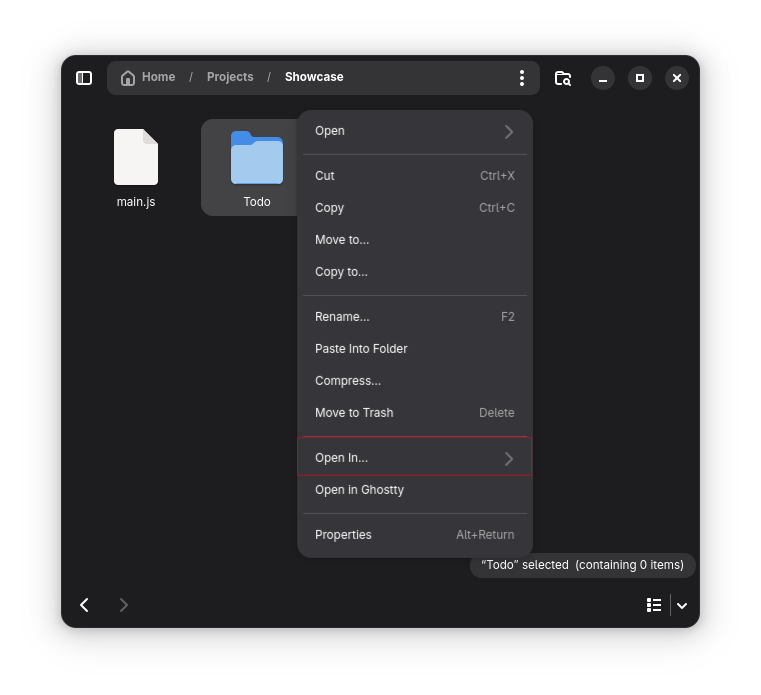 Home / Projects / Showcase
main.js
Todo
Open
Cut Ctrl+X
Copy Ctrl+C
Move to…
Copy to…
Rename… F2
Paste Into Folder
Compress…
Move to Trash Delete
Open In…
Open in Ghostty
Properties Alt+Return
“Todo” selected (containing 0 items)